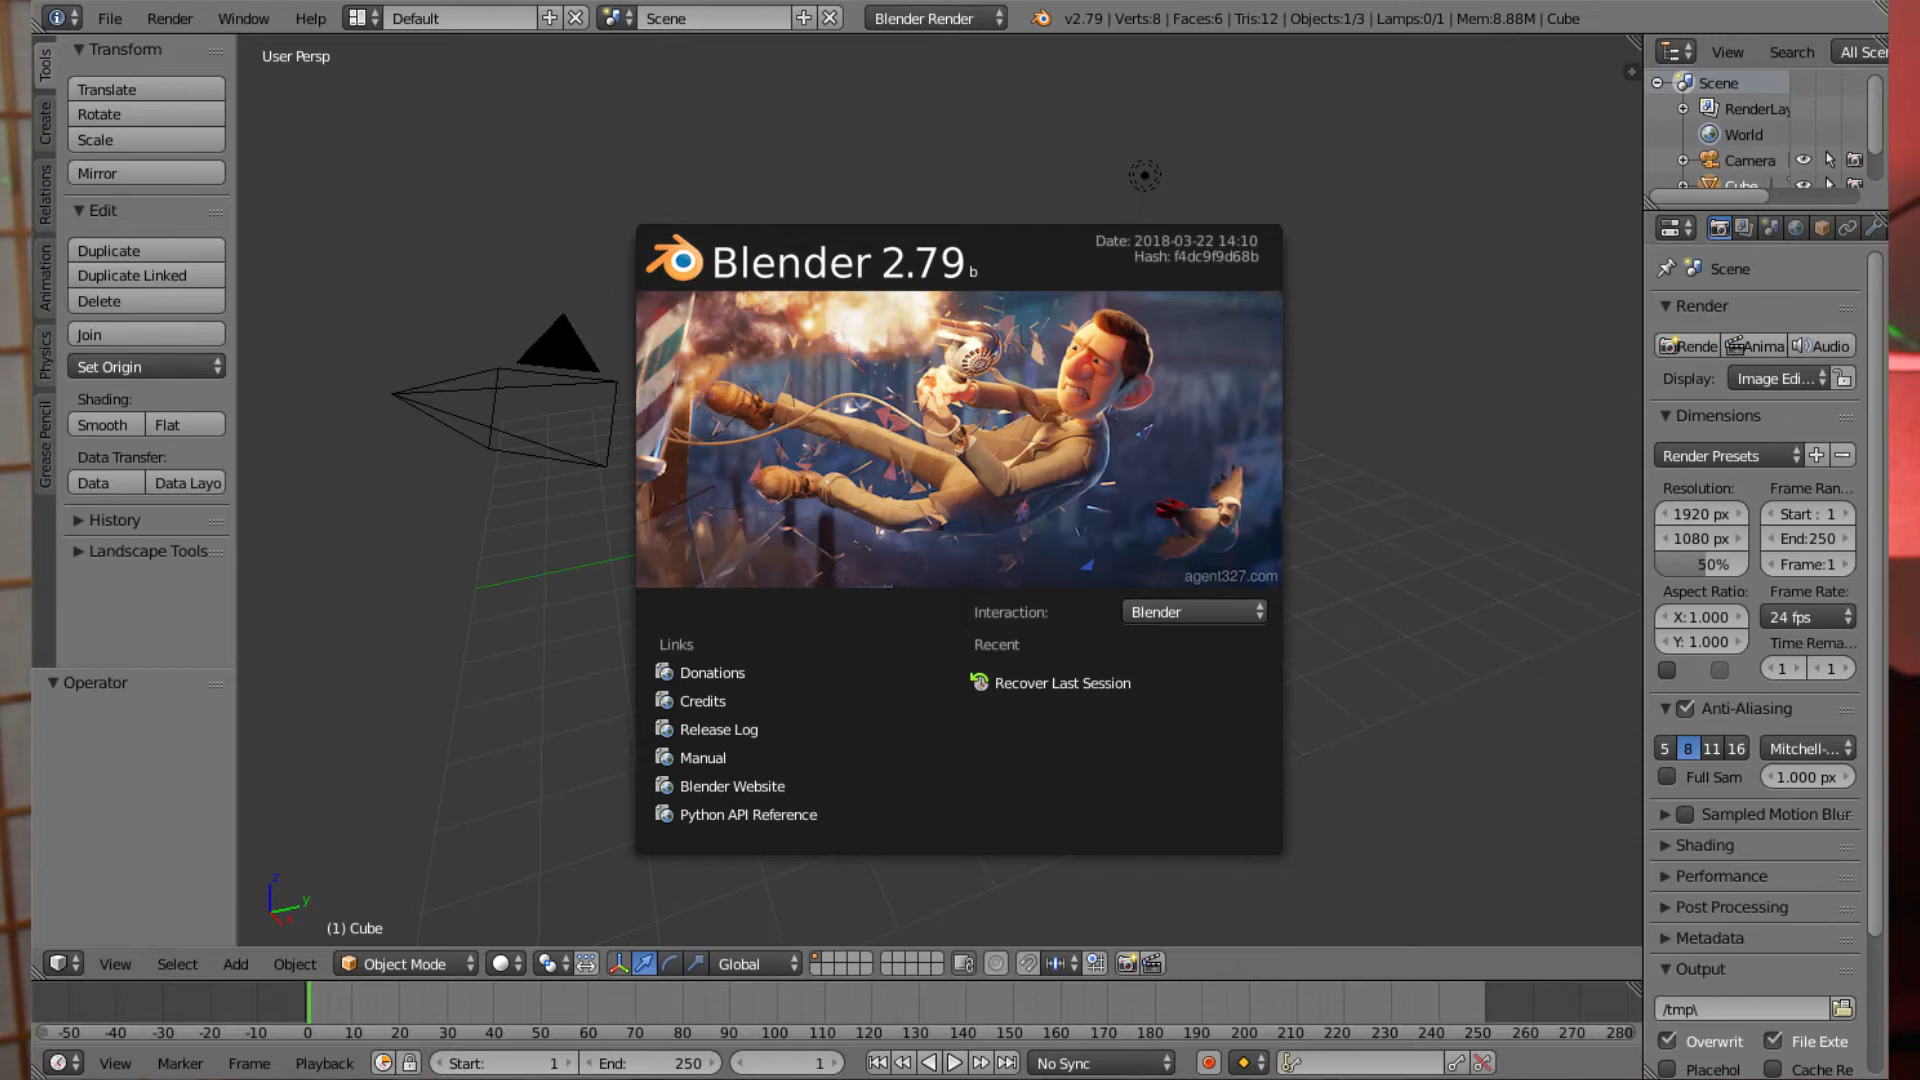 File Render Window Help Default Scene Blender Render v2.79 | Verts:8 | Faces:6 | Tris:12 | Objects:1/3 | Lamps:0/1 | Mem:8.88M | Cube
Tools
Create
Relations
Animation
Physics
Grease Pencil
Transform
Translate
Rotate
Scale
Mirror
Edit
Duplicate
Duplicate Linked
Delete
Join
Set Origin
Shading:
Smooth Flat
Data Transfer:
Data Data Layo
History
Landscape Tools
Operator
User Persp
Blender 2.79 b
Date: 2018-03-22 14:10
Hash: f4dc9f9d68b
agent327.com
Interaction: Blender
Links
Donations
Credits
Release Log
Manual
Blender Website
Python API Reference
Recent
Recover Last Session
z
y
x
(1) Cube
View Search All Scen
Scene
RenderLay
World
Camera
Cube
Scene
Render
Rende Anima Audio
Display: Image Edi...
Dimensions
Render Presets
Resolution: Frame Ran...
1920 px Start : 1
1080 px End:250
50% Frame:1
Aspect Ratio: Frame Rate:
X:1.000 24 fps
Y: 1.000 Time Rema...
1 1
Anti-Aliasing
5 8 11 16 Mitchell-...
Full Sam 1.000 px
Sampled Motion Blur
Shading
Performance
Post Processing
Metadata
Output
/tmp\
Overwrit File Exte
Placehol Cache Re
View Select Add Object Object Mode Global
-50 -40 -30 -20 -10 0 10 20 30 40 50 60 70 80 90 100 110 120 130 140 150 160 170 180 190 200 210 220 230 240 250 260 270 280
View Marker Frame Playback Start: 1 End: 250 1 No Sync